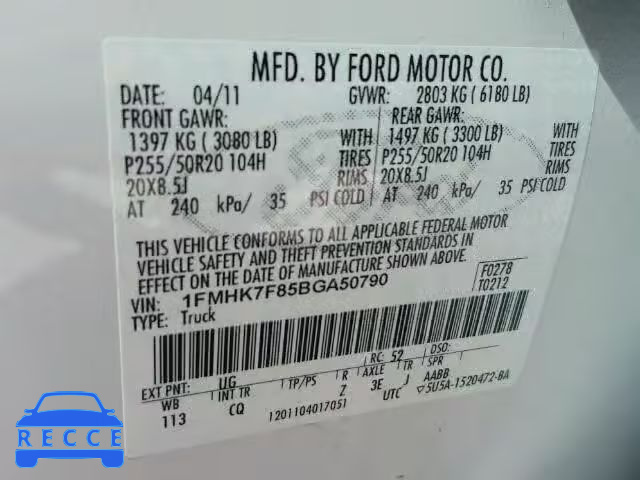 MFD. BY FORD MOTOR CO.
DATE: 04/11 GVWR: 2803 KG ( 6180 LB)
FRONT GAWR: REAR GAWR:
1397 KG ( 3080 LB) WITH 1497 KG ( 3300 LB) WITH
P255/50R20 104H TIRES P255/50R20 104H TIRES
20X8.5J RIMS 20X8.5J RIMS
AT 240 kPa/ 35 PSI COLD AT 240 kPa/ 35 PSI COLD
THIS VEHICLE CONFORMS TO ALL APPLICABLE FEDERAL MOTOR
VEHICLE SAFETY AND THEFT PREVENTION STANDARDS IN
EFFECT ON THE DATE OF MANUFACTURE SHOWN ABOVE.
VIN: 1FMHK7F85BGA50790 F0278
TYPE: Truck T0212
RC: 52 DSO:
EXT PNT: UG
WB INT TR TP/PS R AXLE TR SPR
113 CQ Z 3E J AABB
1201104017051 UTC ▽5U5A-1520472-BA
RECCE